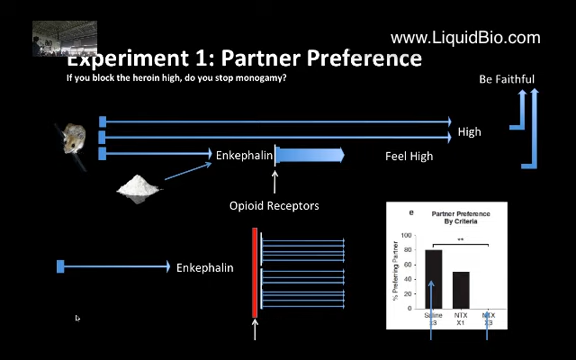 www.LiquidBio.com
Experiment 1: Partner Preference
If you block the heroin high, do you stop monogamy?
Be Faithful
High
Enkephalin
Feel High
Opioid Receptors
Enkephalin
e
Partner Preference
By Criteria
**
% Preferring Partner
100
80
60
40
20
0
Saline
NTX
NTX
X3
X1
X3